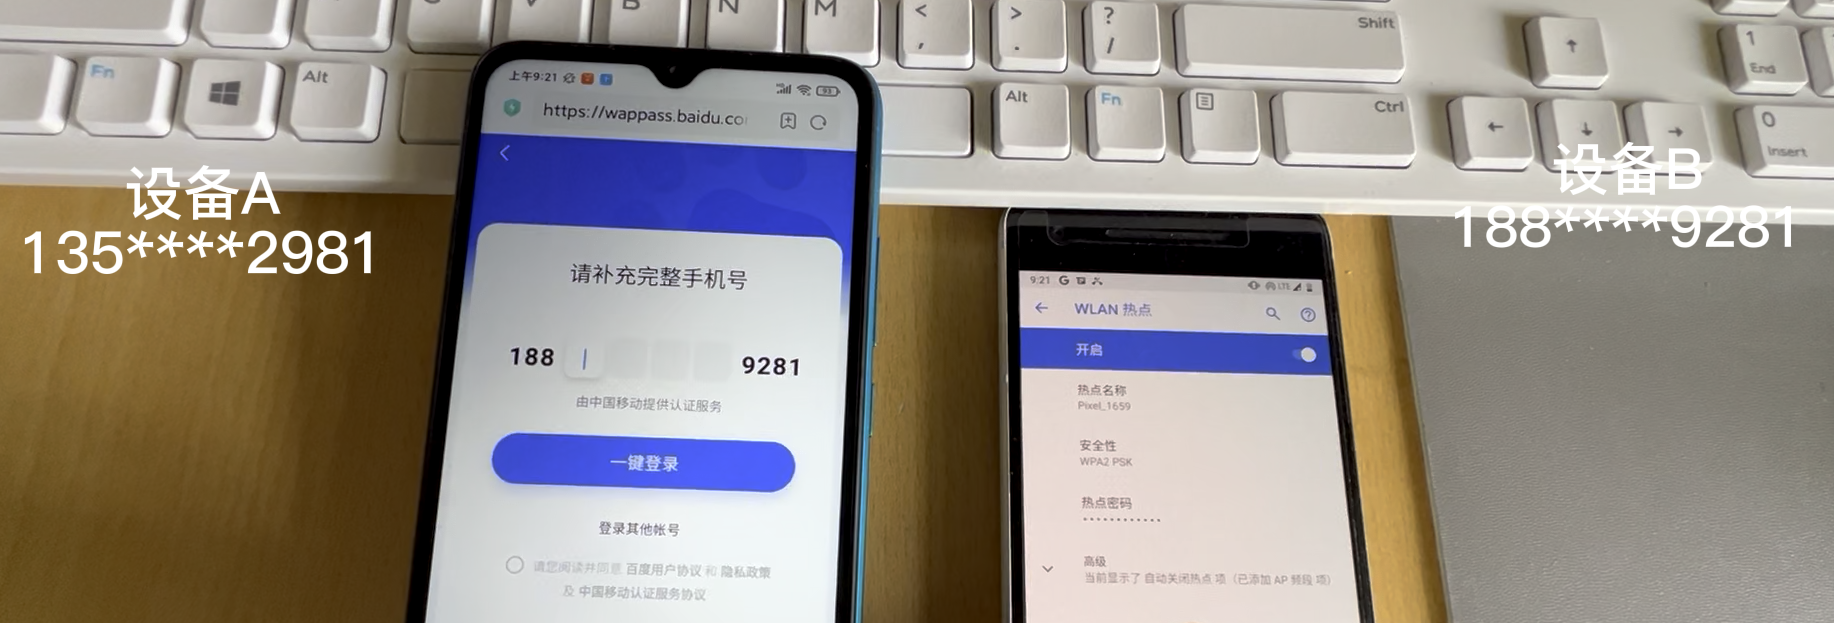 C
V
B
N
M
<
,
>
.
?
/
Shift
1
End
Fn
Alt
Alt
Fn
Ctrl
0
Insert
设备A
135****2981
设备B
188****9281
上午9:21
93
https://wappass.baidu.co
请补充完整手机号
188
9281
由中国移动提供认证服务
一键登录
登录其他帐号
请您阅读并同意 百度用户协议 和 隐私政策
及 中国移动认证服务协议
9:21
G
LTE
WLAN 热点
开启
热点名称
Pixel_1659
安全性
WPA2 PSK
热点密码
············
高级
当前显示了 自动关闭热点 项（已添加 AP 频段 项）